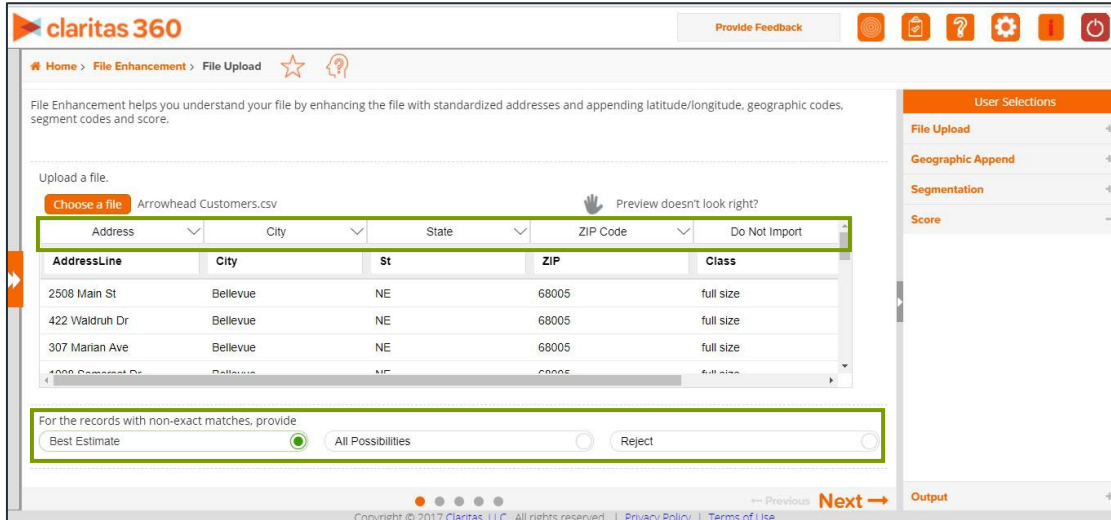 claritas 360
Provide Feedback
Home > File Enhancement > File Upload
File Enhancement helps you understand your file by enhancing the file with standardized addresses and appending latitude/longitude, geographic codes,
segment codes and score.
Upload a file.
Choose a file Arrowhead Customers.csv Preview doesn't look right?
Address City State ZIP Code Do Not Import
AddressLine City St ZIP Class
2508 Main St Bellevue NE 68005 full size
422 Waldruh Dr Bellevue NE 68005 full size
307 Marian Ave Bellevue NE 68005 full size
For the records with non-exact matches, provide
Best Estimate All Possibilities Reject
← Previous Next →
Copyright © 2017 Claritas, LLC. All rights reserved. | Privacy Policy | Terms of Use
User Selections
File Upload +
Geographic Append +
Segmentation +
Score −
Output +